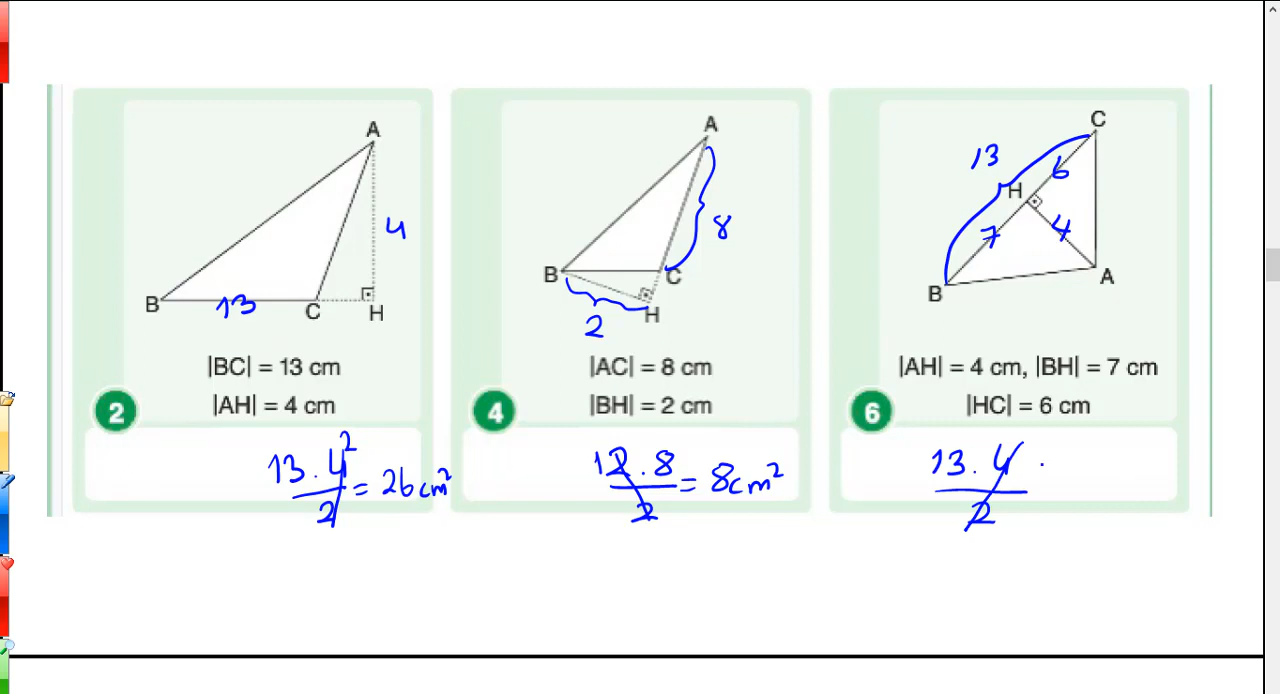 A
4
B
13
C
H
|BC| = 13 cm
|AH| = 4 cm
2
13 . 4 2
2
= 26 cm²
A
8
B
C
2
H
|AC| = 8 cm
|BH| = 2 cm
4
1 2 . 8
2
= 8 cm²
C
13
6
H
7
4
B
A
|AH| = 4 cm, |BH| = 7 cm
|HC| = 6 cm
6
13 . 4
2